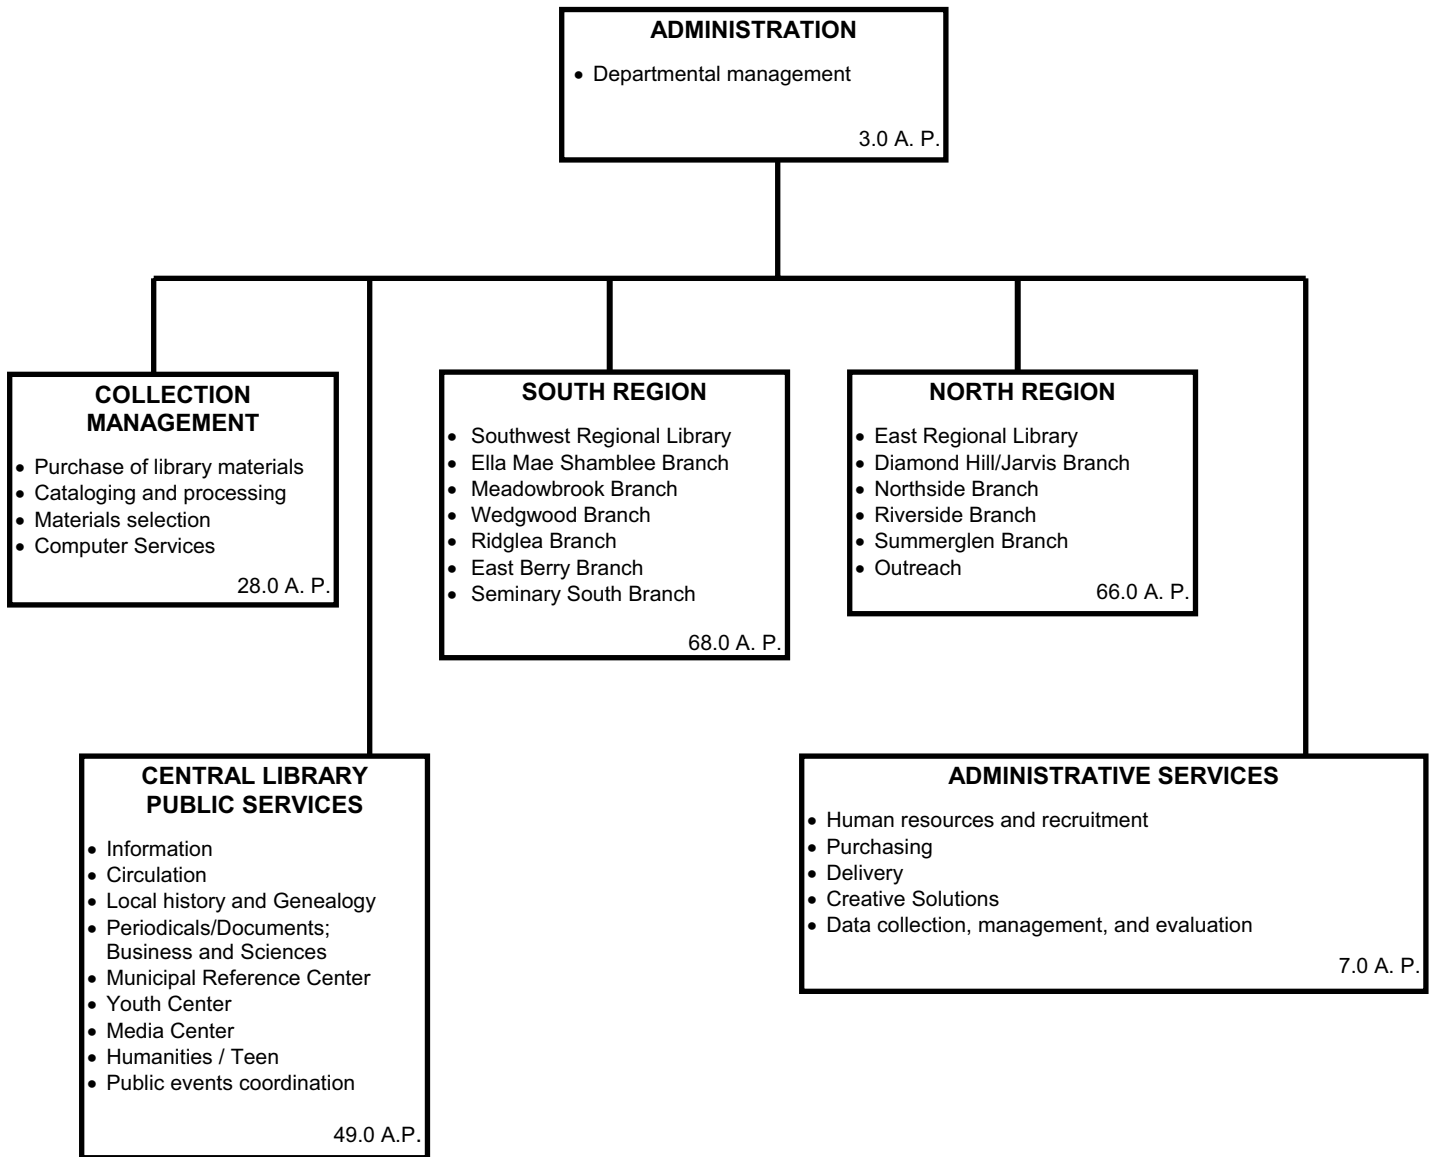 ADMINISTRATION
• Departmental management
3.0 A. P.
COLLECTION
MANAGEMENT
• Purchase of library materials
• Cataloging and processing
• Materials selection
• Computer Services
28.0 A. P.
SOUTH REGION
• Southwest Regional Library
• Ella Mae Shamblee Branch
• Meadowbrook Branch
• Wedgwood Branch
• Ridglea Branch
• East Berry Branch
• Seminary South Branch
68.0 A. P.
NORTH REGION
• East Regional Library
• Diamond Hill/Jarvis Branch
• Northside Branch
• Riverside Branch
• Summerglen Branch
• Outreach
66.0 A. P.
CENTRAL LIBRARY
PUBLIC SERVICES
• Information
• Circulation
• Local history and Genealogy
• Periodicals/Documents;
Business and Sciences
• Municipal Reference Center
• Youth Center
• Media Center
• Humanities / Teen
• Public events coordination
49.0 A.P.
ADMINISTRATIVE SERVICES
• Human resources and recruitment
• Purchasing
• Delivery
• Creative Solutions
• Data collection, management, and evaluation
7.0 A. P.